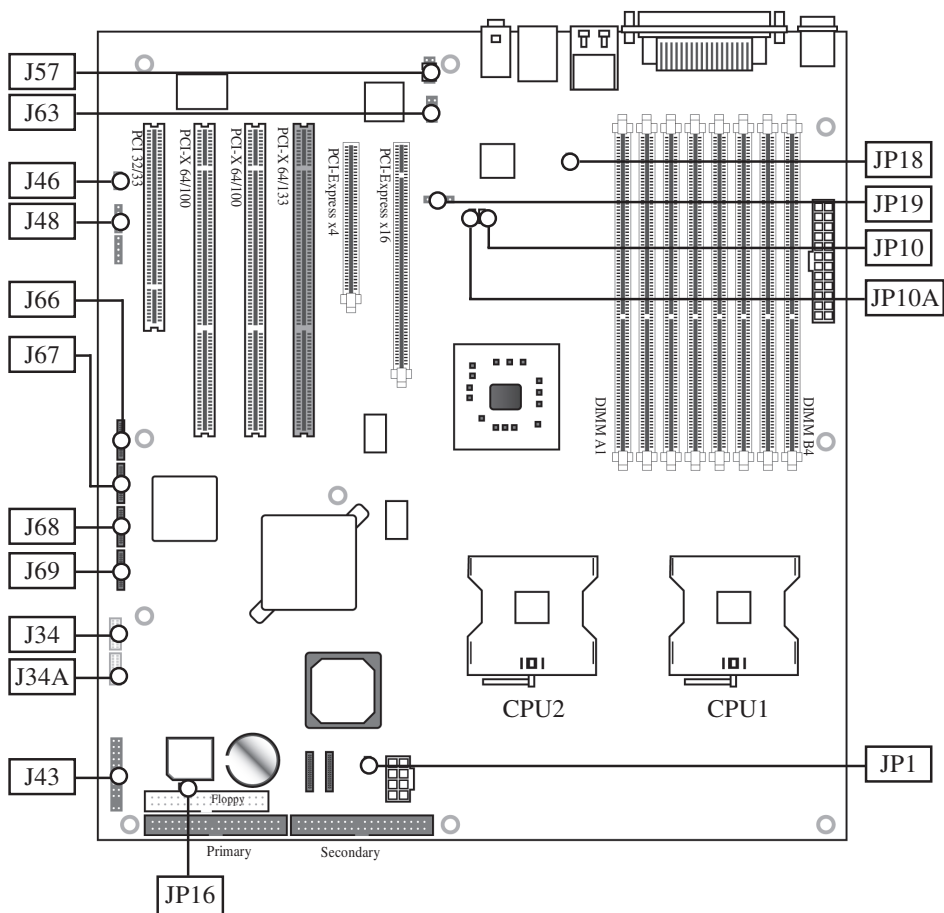 J57
J63
J46
J48
J66
J67
J68
J69
J34
J34A
J43
JP16
PCI 32/33
PCI-X 64/100
PCI-X 64/100
PCI-X 64/133
PCI-Express x4
PCI-Express x16
JP18
JP19
JP10
JP10A
DIMM A1
DIMM B4
CPU2
CPU1
JP1
Floppy
Primary
Secondary